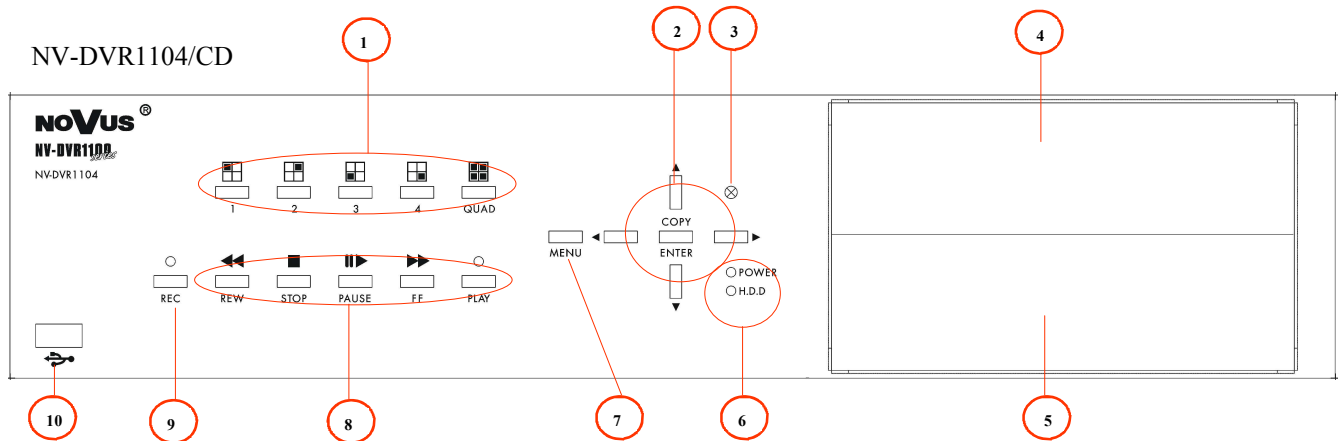 1
2
3
4
NV-DVR1104/CD
NOVUS ®
NV-DVR1100 series
NV-DVR1104
1 2 3 4 QUAD
COPY
MENU ENTER
POWER
H.D.D
REC REW STOP PAUSE FF PLAY
10
9
8
7
6
5